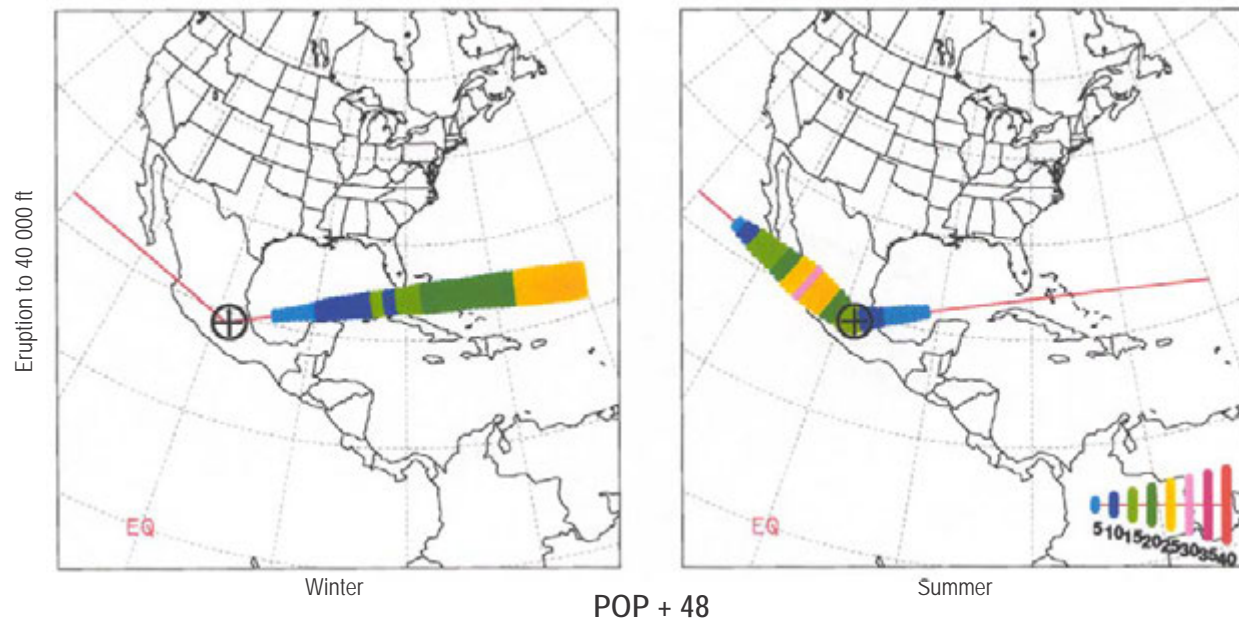 Eruption to 40 000 ft
EQ
EQ
5 10 15 20 25 30 35 40
Winter
Summer
POP + 48